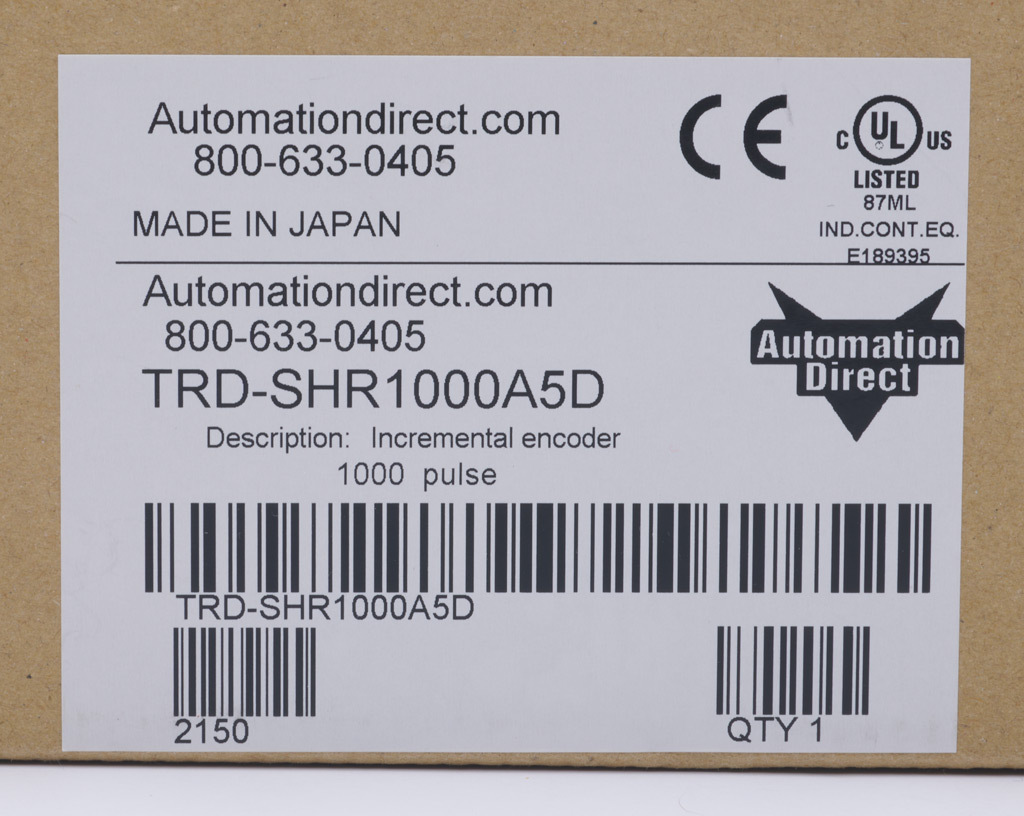 Automationdirect.com
800-633-0405
MADE IN JAPAN
CE
C UL US
LISTED
87ML
IND.CONT.EQ.
E189395
Automationdirect.com
800-633-0405
TRD-SHR1000A5D
Description: Incremental encoder
1000 pulse
Automation
Direct
TRD-SHR1000A5D
2150
QTY 1